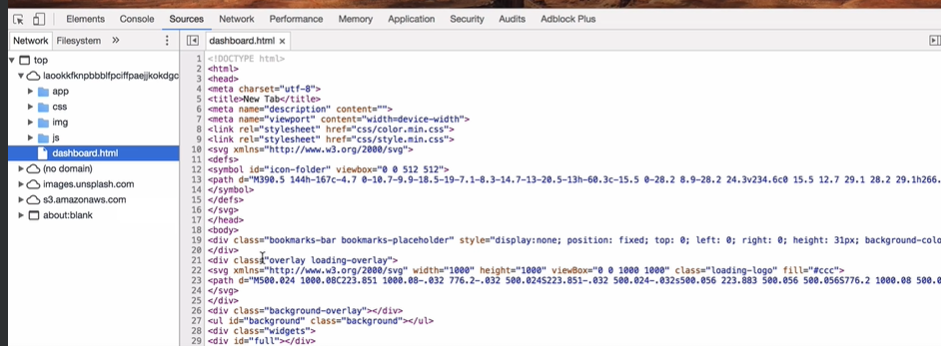 Elements Console Sources Network Performance Memory Application Security Audits Adblock Plus
Network Filesystem »
dashboard.html ×
top
laookkfknpbbblfpciffpaejjkokdgc
app
css
img
js
dashboard.html
(no domain)
images.unsplash.com
s3.amazonaws.com
about:blank
1 <!DOCTYPE html>
2 <html>
3 <head>
4 <meta charset="utf-8">
5 <title>New Tab</title>
6 <meta name="description" content="">
7 <meta name="viewport" content="width=device-width">
8 <link rel="stylesheet" href="css/color.min.css">
9 <link rel="stylesheet" href="css/style.min.css">
10 <svg xmlns="http://www.w3.org/2000/svg">
11 <defs>
12 <symbol id="icon-folder" viewbox="0 0 512 512">
13 <path d="M390.5 144h-167c-4.7 0-10.7-9.9-18.5-19-7.1-8.3-14.7-13-20.5-13h-60.3c-15.5 0-28.2 8.9-28.2 24.3v234.6c0 15.5 12.7 29.1 28.2 29.1h266.
14 </symbol>
15 </defs>
16 </svg>
17 </head>
18 <body>
19 <div class="bookmarks-bar bookmarks-placeholder" style="display:none; position: fixed; top: 0; left: 0; right: 0; height: 31px; background-colo
20 </div>
21 <div class="overlay loading-overlay">
22 <svg xmlns="http://www.w3.org/2000/svg" width="1000" height="1000" viewBox="0 0 1000 1000" class="loading-logo" fill="#ccc">
23 <path d="M500.024 1000.08C223.851 1000.08-.032 776.2-.032 500.024S223.851-.032 500.024-.032s500.056 223.883 500.056 500.056S776.2 1000.08 500.0
24 </svg>
25 </div>
26 <div class="background-overlay"></div>
27 <ul id="background" class="background"></ul>
28 <div class="widgets">
29 <div id="full"></div>